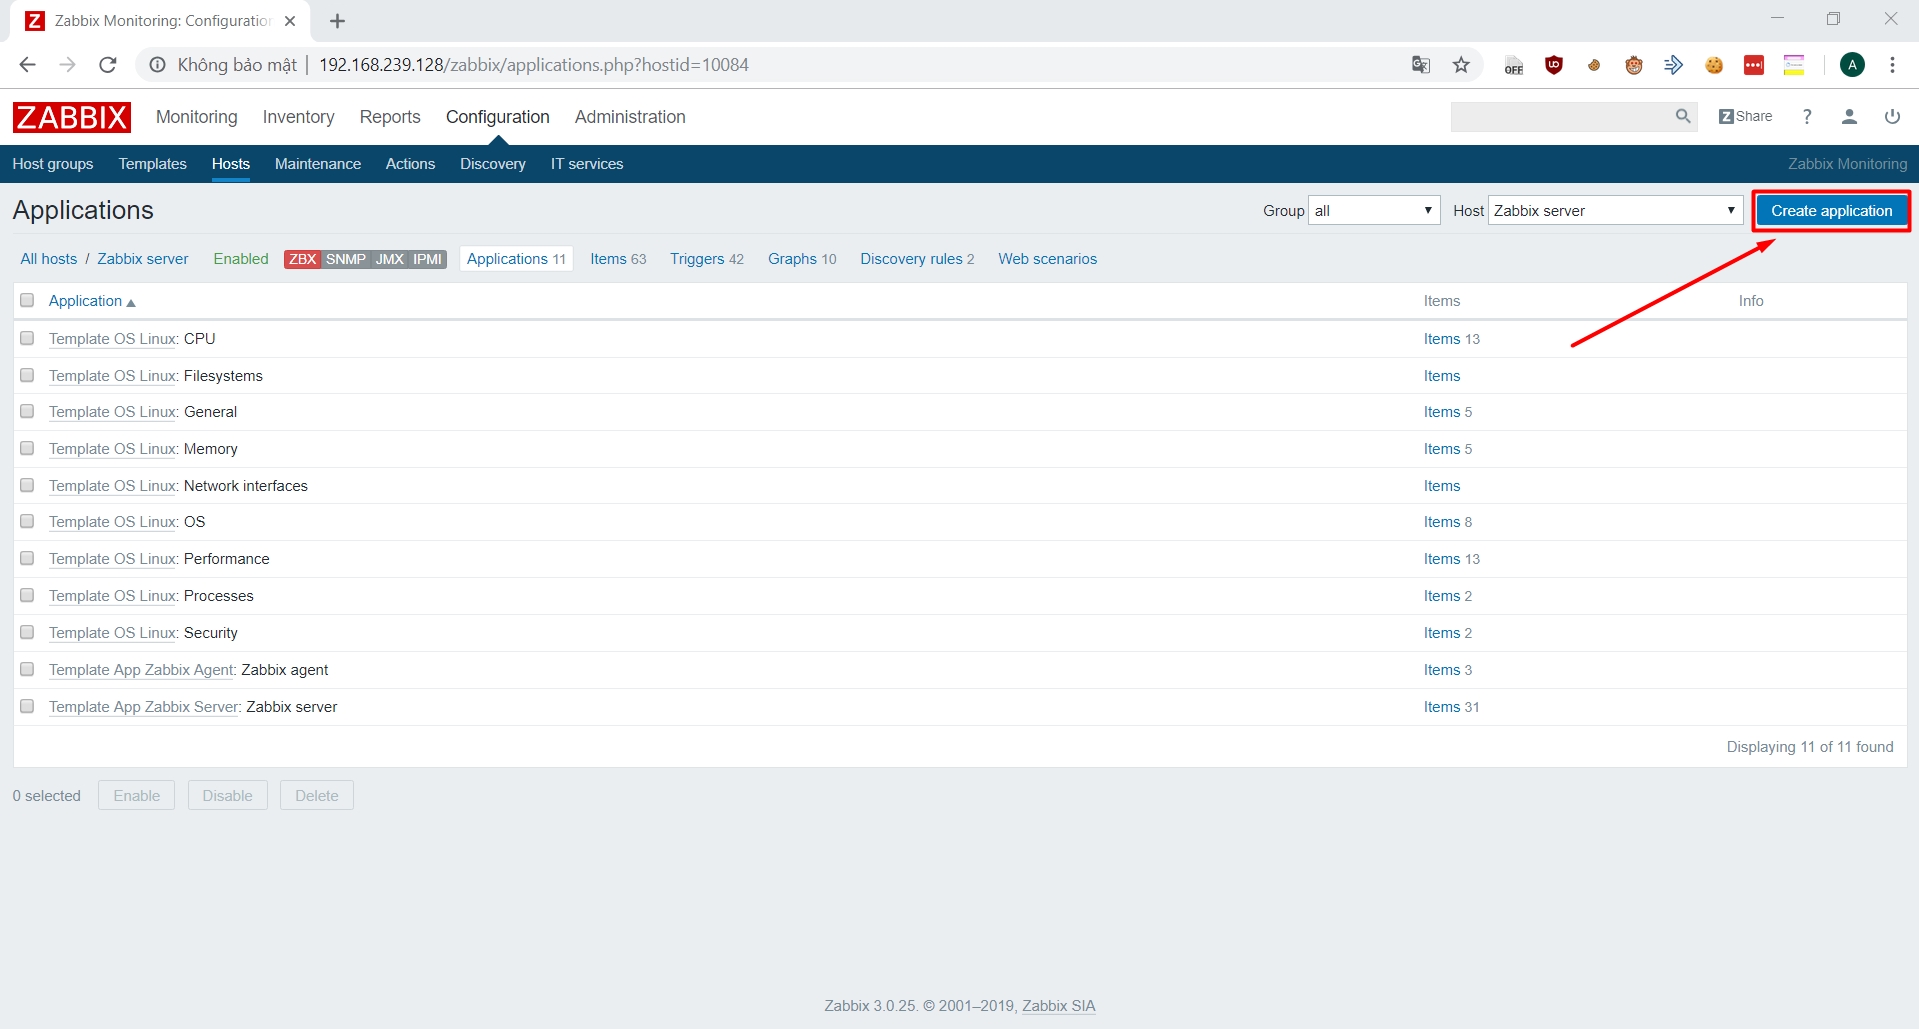 Z Zabbix Monitoring: Configuration
Không bảo mật | 192.168.239.128/zabbix/applications.php?hostid=10084
OFF
A
ZABBIX Monitoring Inventory Reports Configuration Administration Z Share ?
Host groups Templates Hosts Maintenance Actions Discovery IT services Zabbix Monitoring
Applications Group all Host Zabbix server Create application
All hosts / Zabbix server Enabled ZBX SNMP JMX IPMI Applications 11 Items 63 Triggers 42 Graphs 10 Discovery rules 2 Web scenarios
Application Items Info
Template OS Linux: CPU Items 13
Template OS Linux: Filesystems Items
Template OS Linux: General Items 5
Template OS Linux: Memory Items 5
Template OS Linux: Network interfaces Items
Template OS Linux: OS Items 8
Template OS Linux: Performance Items 13
Template OS Linux: Processes Items 2
Template OS Linux: Security Items 2
Template App Zabbix Agent: Zabbix agent Items 3
Template App Zabbix Server: Zabbix server Items 31
Displaying 11 of 11 found
0 selected Enable Disable Delete
Zabbix 3.0.25. © 2001–2019, Zabbix SIA